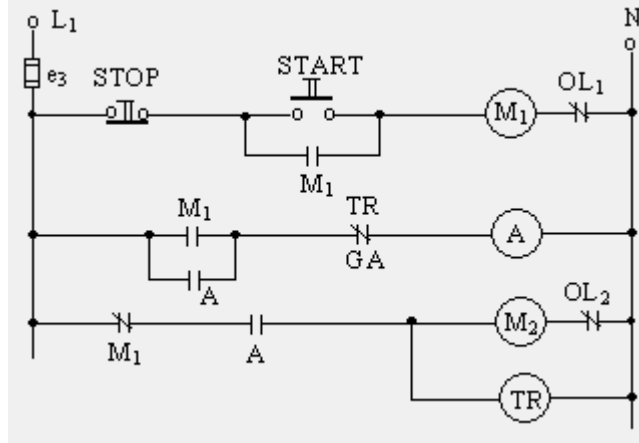 L₁ N
e₃ STOP START OL₁
M₁
M₁
M₁ TR
A
GA
A
OL₂
M₂
M₁ A
TR